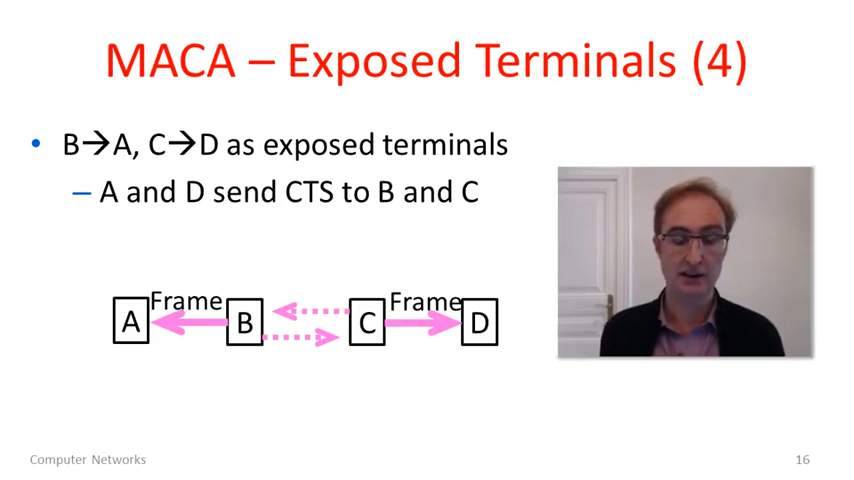 MACA – Exposed Terminals (4)
• B→A, C→D as exposed terminals
– A and D send CTS to B and C
Frame Frame
A B C D
Computer Networks 16